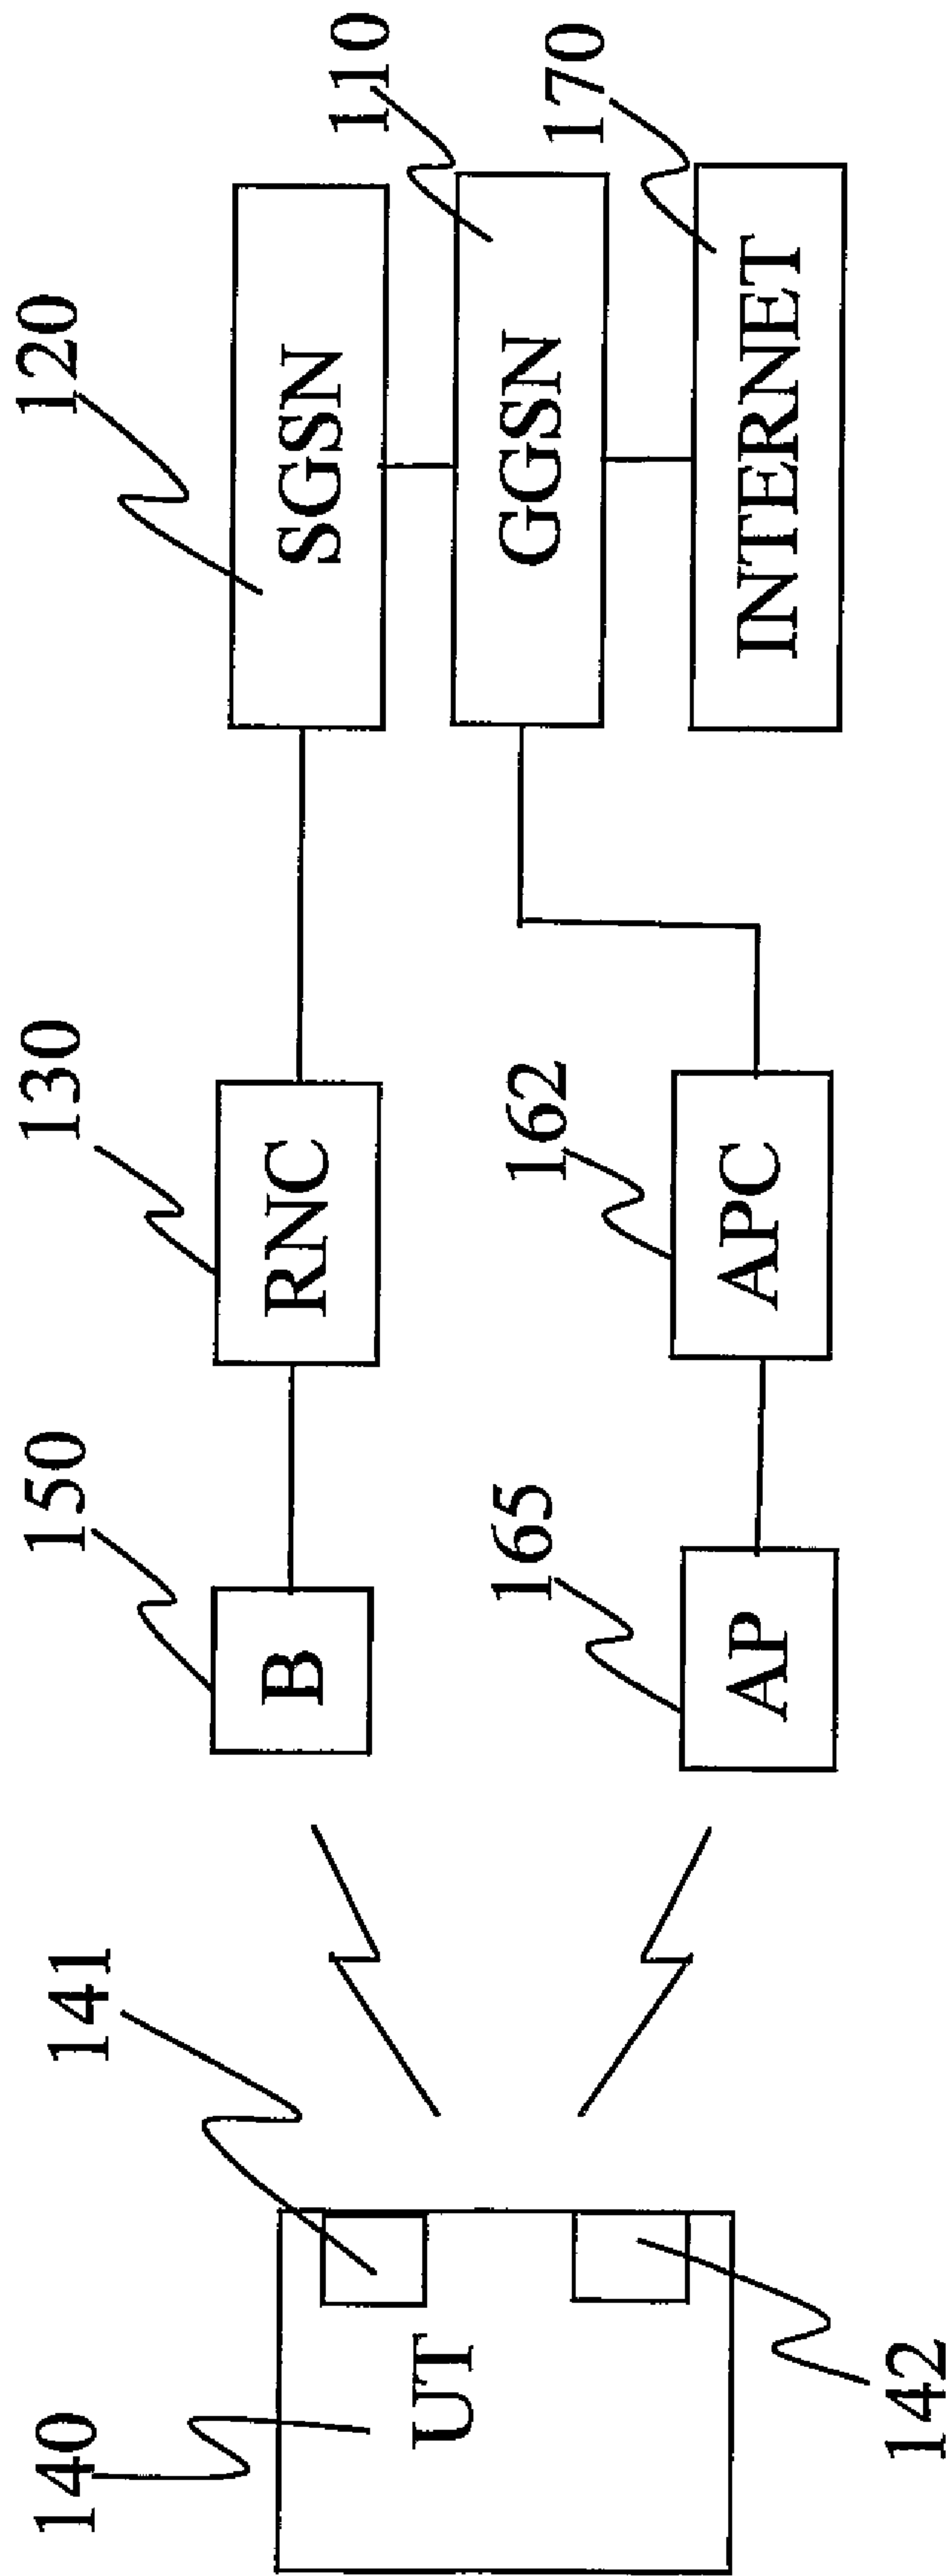 120
110
170
SGSN
GGSN
INTERNET
130
RNC
162
APC
150
B
165
AP
141
140
UT
142